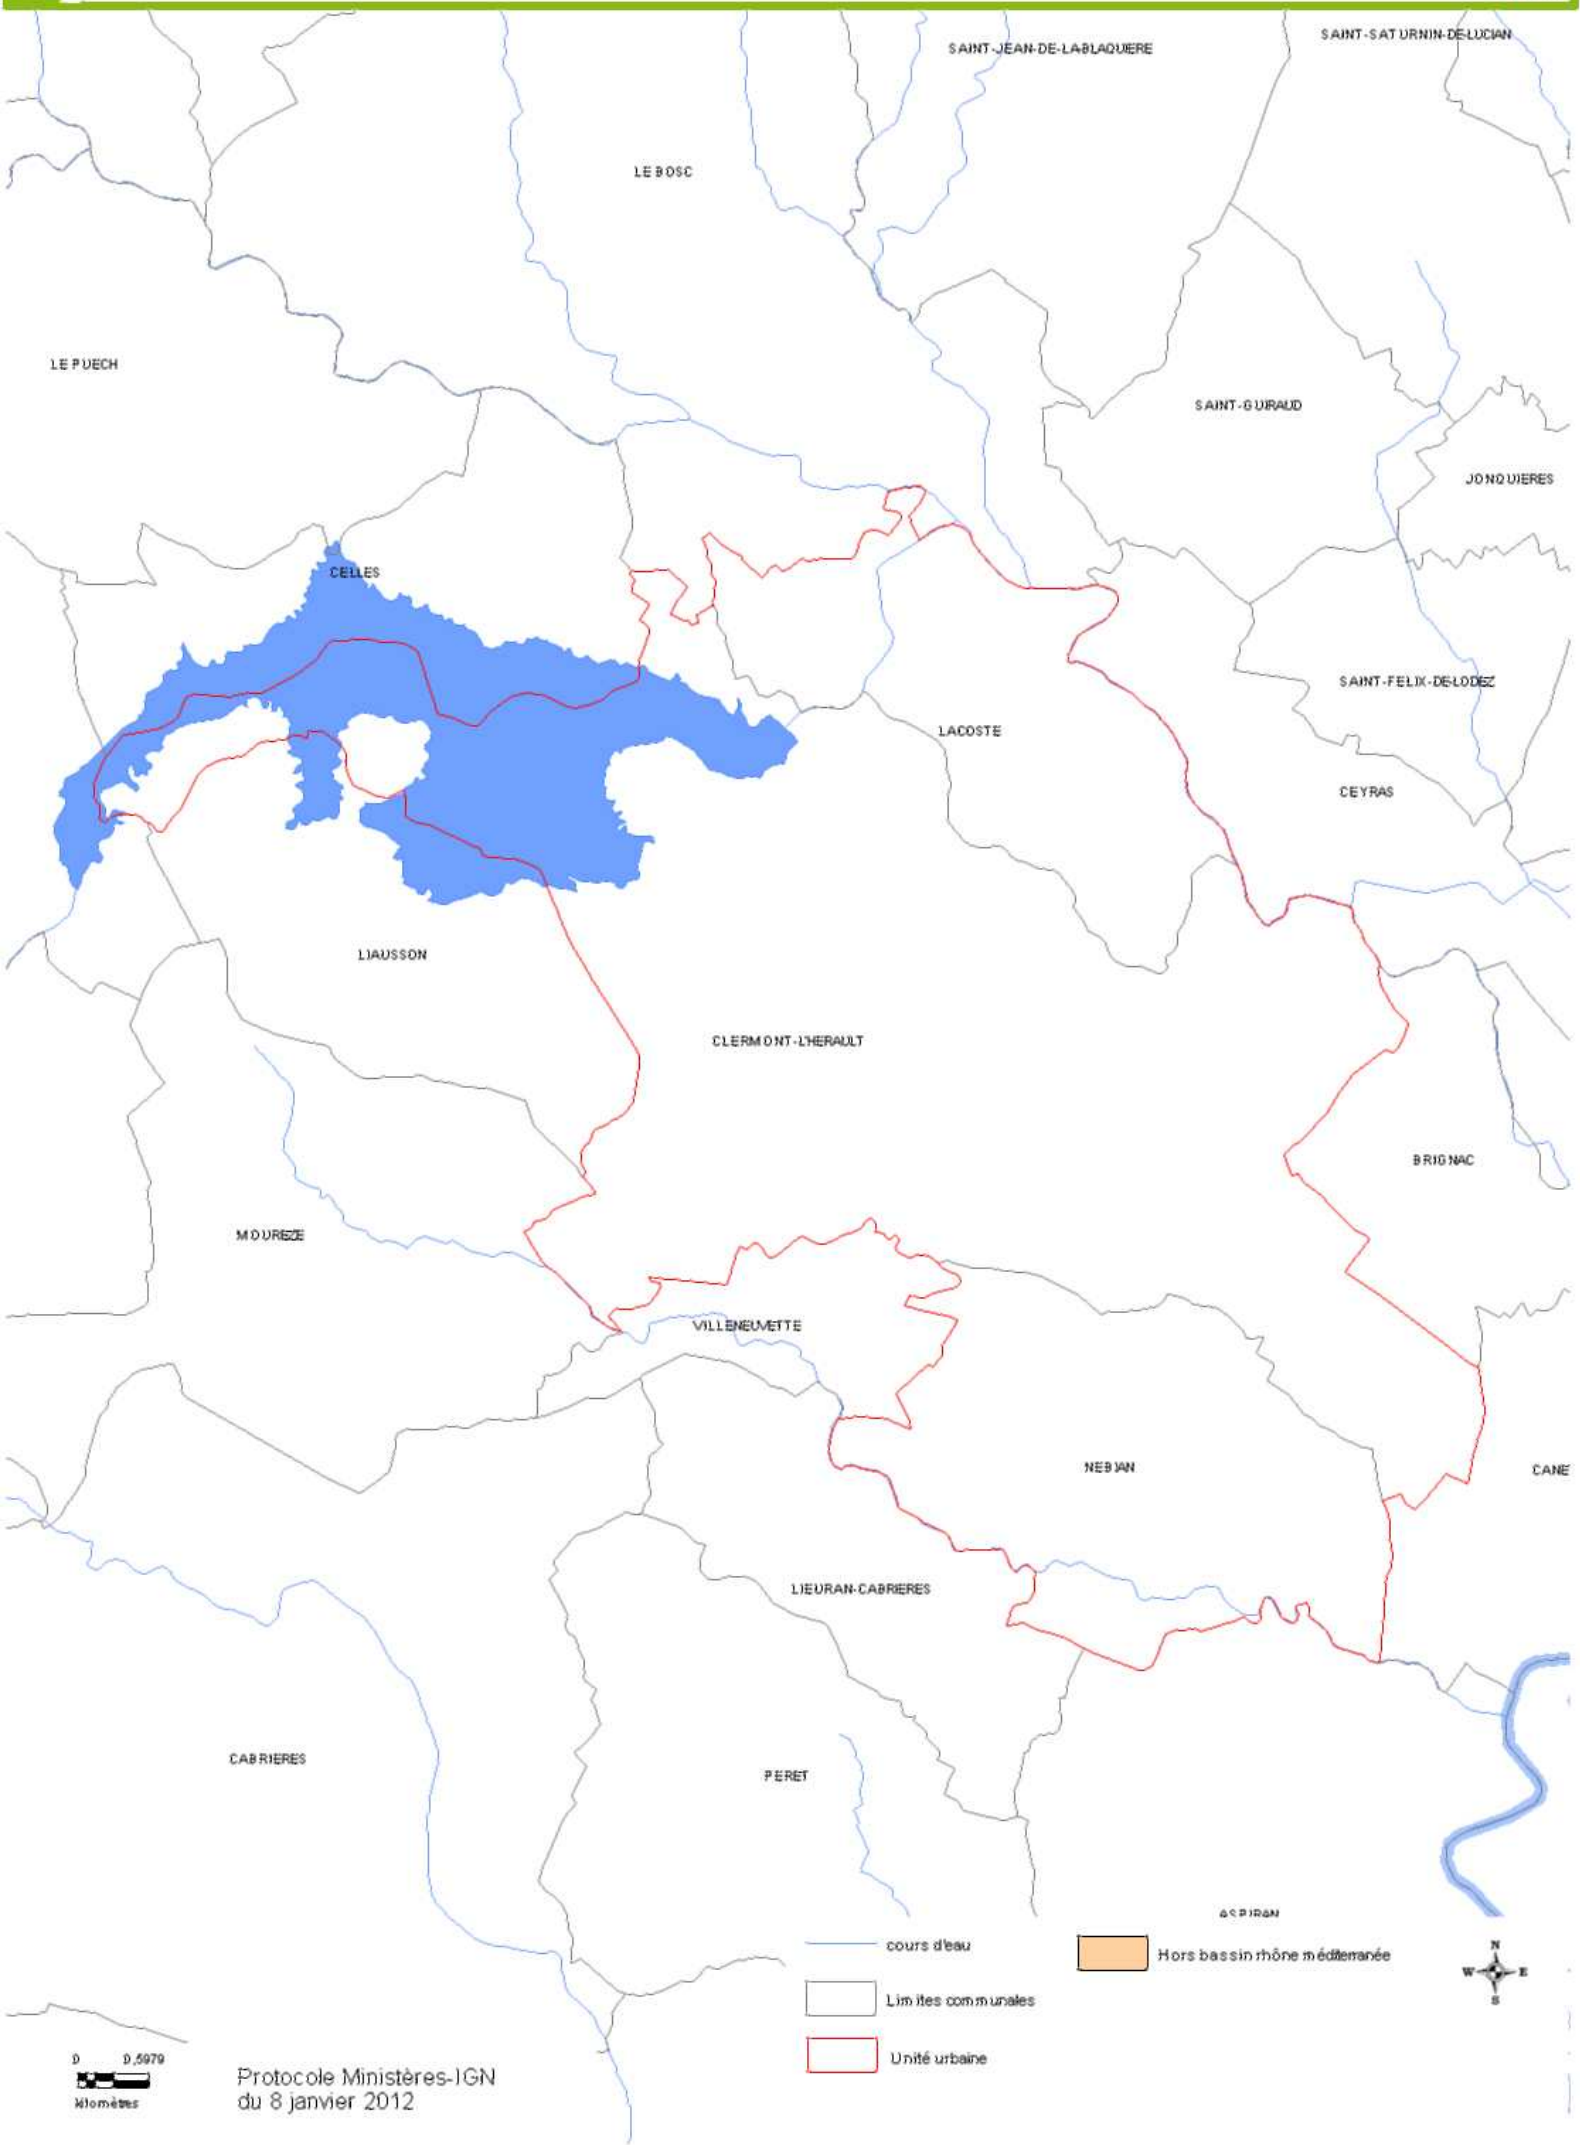 SAINT-SATURNIN-DE-LUCIAN
SAINT-JEAN-DE-LA-BLAQUIERE
LE BOSC
LE PUECH
SAINT-GUIRAUD
JONQUIERES
CELLES
SAINT-FELIX-DE-LODEZ
LACOSTE
CEYRAS
LIAUSSON
CLERMONT-L'HERAULT
BRIGNAC
MOUREZE
VILLENEUVETTE
NEBIAN
CANE
LIEURAN-CABRIERES
CABRIERES
PERET
ASPIRAN
cours d'eau
Hors bassin rhône méditerranée
N
W E
S
Limites communales
Unité urbaine
0 0,5979
kilomètres
Protocole Ministères-IGN
du 8 janvier 2012